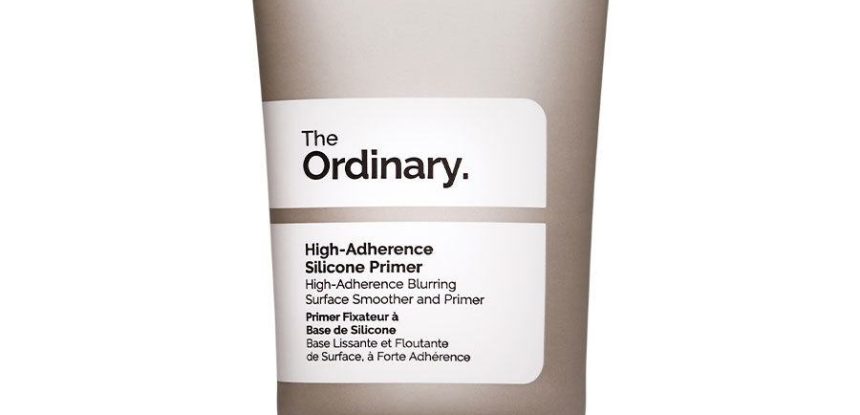 The
Ordinary.
High-Adherence
Silicone Primer
High-Adherence Blurring
Surface Smoother and Primer
Primer Fixateur à
Base de Silicone
Base Lissante et Floutante
de Surface, à Forte Adhérence